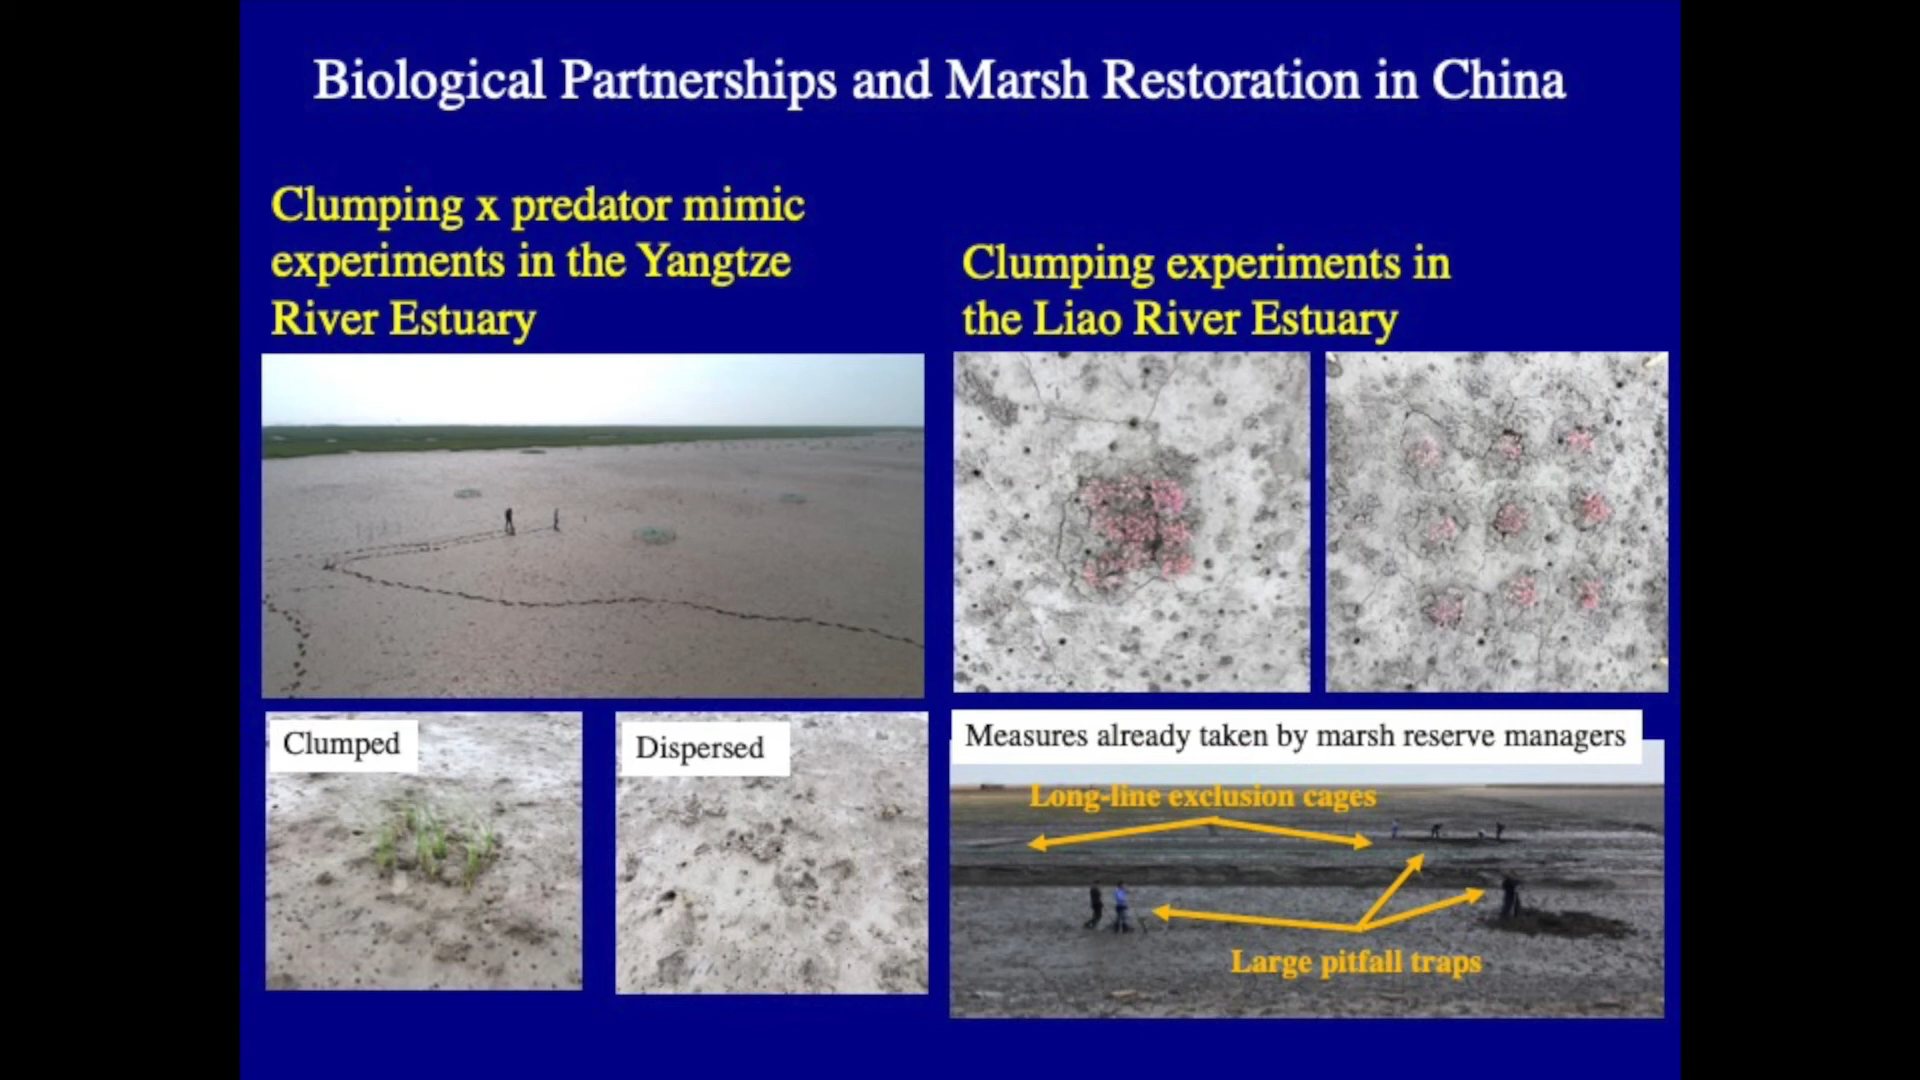 Biological Partnerships and Marsh Restoration in China
Clumping x predator mimic
experiments in the Yangtze
River Estuary
Clumping experiments in
the Liao River Estuary
Clumped
Dispersed
Measures already taken by marsh reserve managers
Long-line exclusion cages
Large pitfall traps